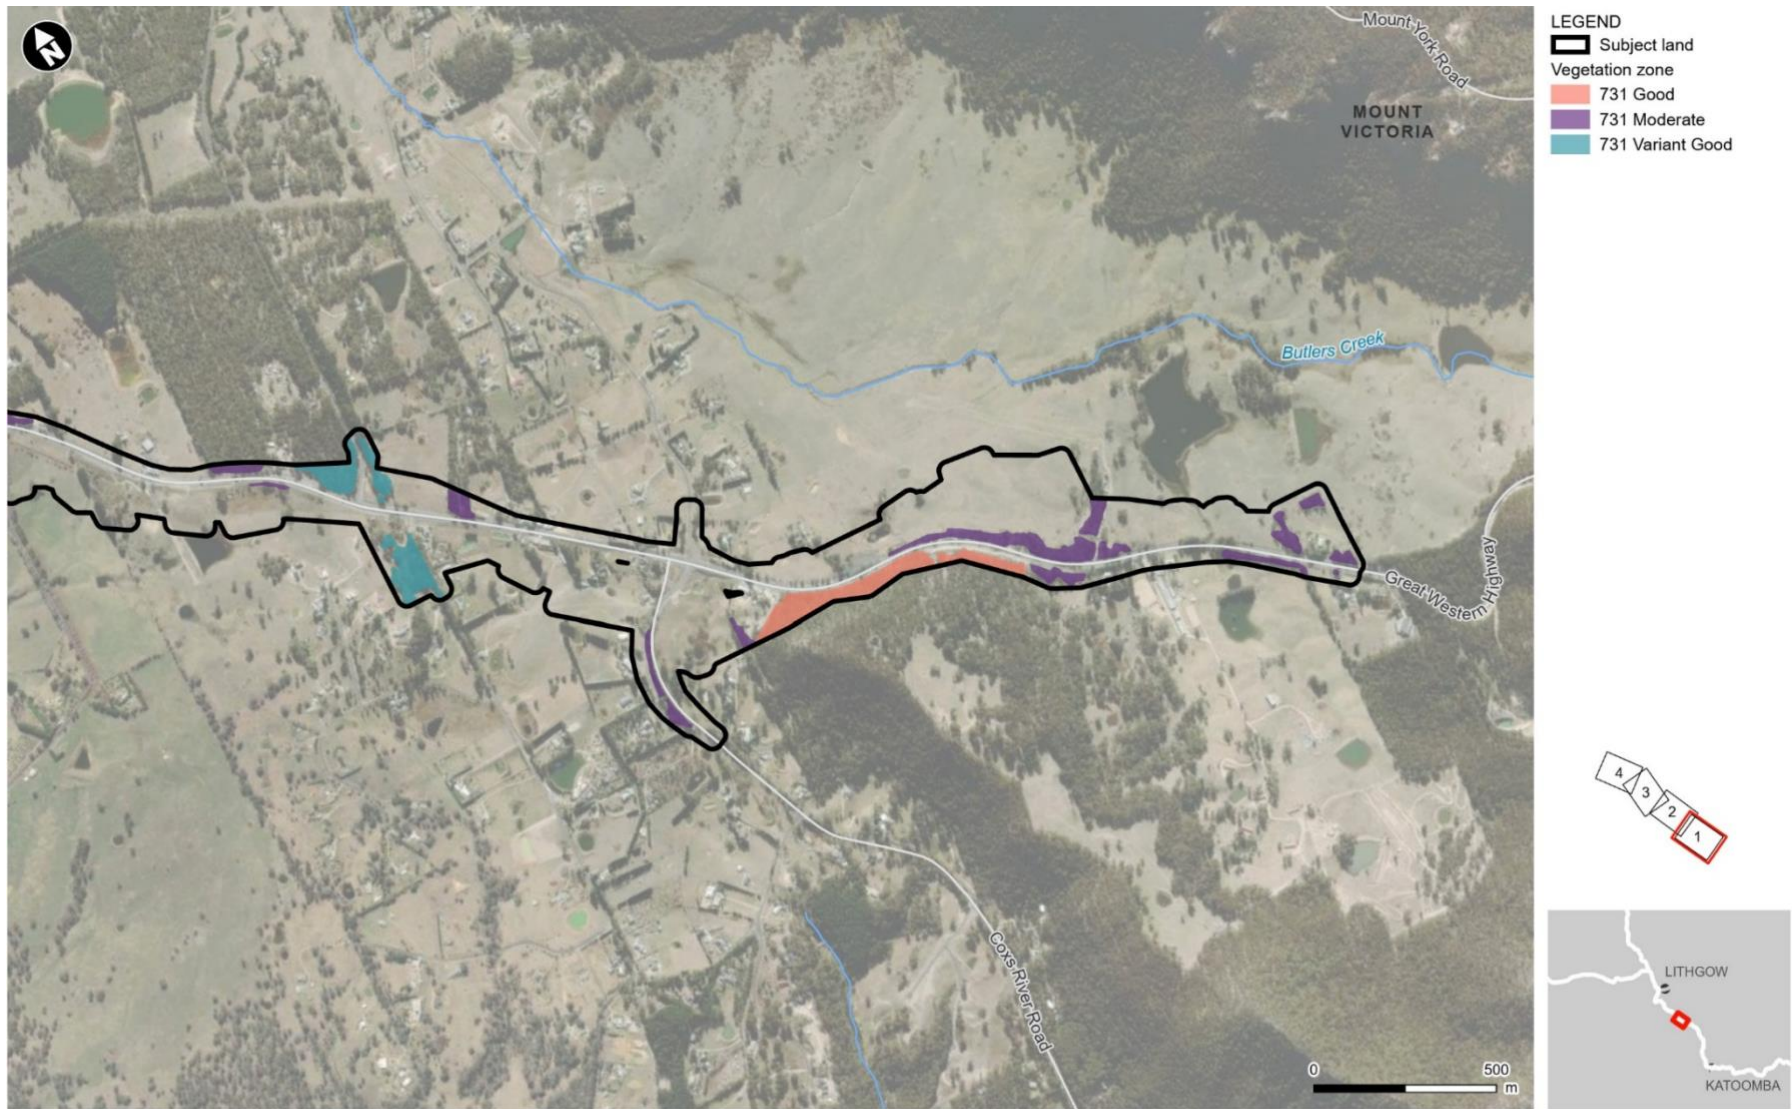 N
Mount York Road
MOUNT
VICTORIA
Butlers Creek
Great Western Highway
Coxs River Road
0 500
m
LEGEND
Subject land
Vegetation zone
731 Good
731 Moderate
731 Variant Good
4
3
2
1
LITHGOW
KATOOMBA